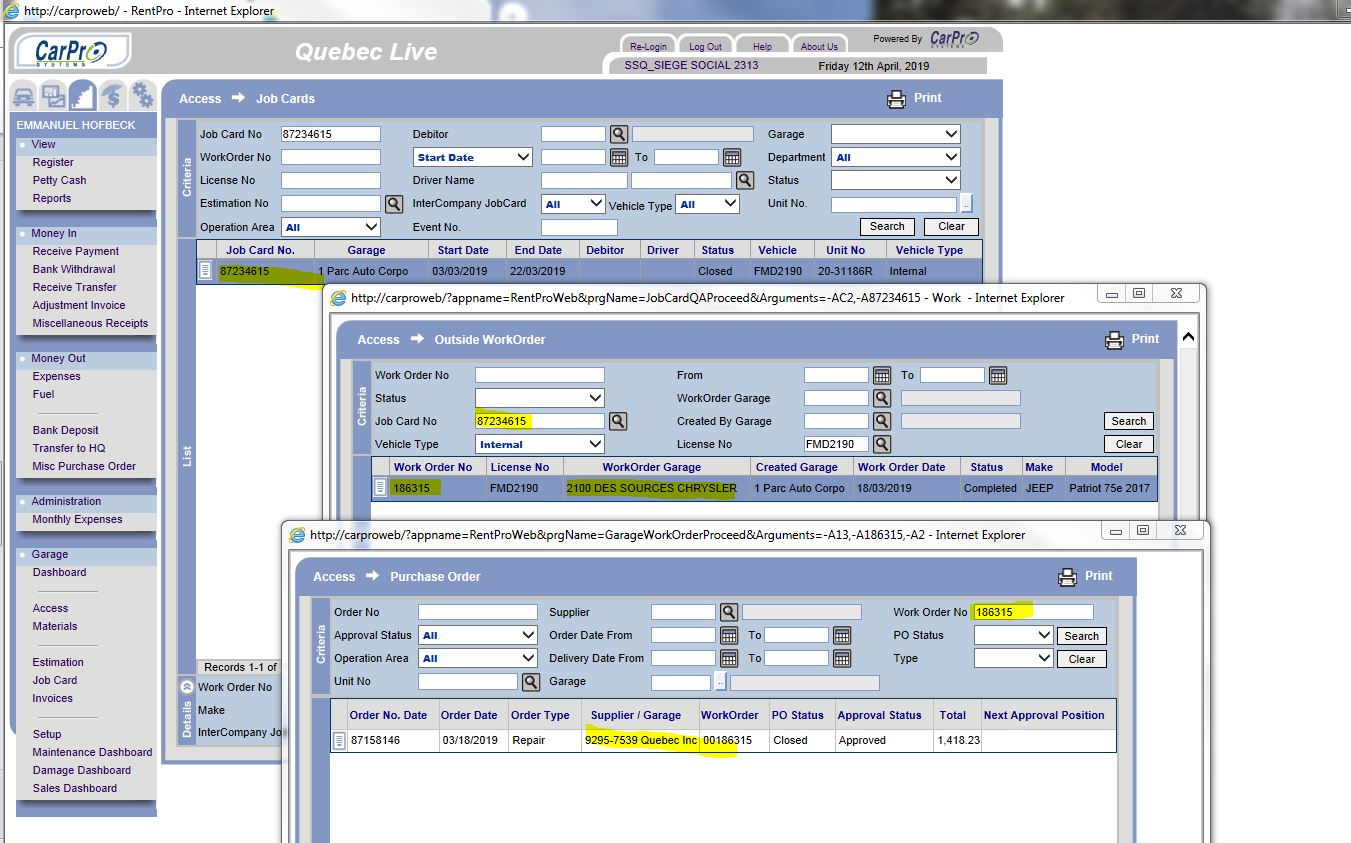 http://carproweb/ - RentPro - Internet Explorer
CarPro SYSTEMS
Quebec Live
Re-Login Log Out Help About Us
Powered By CarPro SYSTEMS
SSQ_SIEGE SOCIAL 2313 Friday 12th April, 2019
EMMANUEL HOFBECK
View
Register
Petty Cash
Reports
Money In
Receive Payment
Bank Withdrawal
Receive Transfer
Adjustment Invoice
Miscellaneous Receipts
Money Out
Expenses
Fuel
Bank Deposit
Transfer to HQ
Misc Purchase Order
Administration
Monthly Expenses
Garage
Dashboard
Access
Materials
Estimation
Job Card
Invoices
Setup
Maintenance Dashboard
Damage Dashboard
Sales Dashboard
Access Job Cards Print
Criteria
Job Card No 87234615 Debitor Garage
WorkOrder No Start Date To Department All
License No Driver Name Status
Estimation No InterCompany JobCard All Vehicle Type All Unit No. ..
Operation Area All Event No. Search Clear
List
Job Card No. Garage Start Date End Date Debitor Driver Status Vehicle Unit No Vehicle Type
87234615 1 Parc Auto Corpo 03/03/2019 22/03/2019 Closed FMD2190 20-31186R Internal
Records 1-1 of
Details
Work Order No
Make
InterCompany Jo
http://carproweb/?appname=RentProWeb&prgName=JobCardQAProceed&Arguments=-AC2,-A87234615 - Work - Internet Explorer
Access Outside WorkOrder Print
Criteria
Work Order No From To
Status WorkOrder Garage
Job Card No 87234615 Created By Garage Search
Vehicle Type Internal License No FMD2190 Clear
Work Order No License No WorkOrder Garage Created Garage Work Order Date Status Make Model
186315 FMD2190 2100 DES SOURCES CHRYSLER 1 Parc Auto Corpo 18/03/2019 Completed JEEP Patriot 75e 2017
http://carproweb/?appname=RentProWeb&prgName=GarageWorkOrderProceed&Arguments=-A13,-A186315,-A2 - Internet Explorer
Access Purchase Order Print
Criteria
Order No Supplier Work Order No 186315
Approval Status All Order Date From To PO Status Search
Operation Area All Delivery Date From To Type Clear
Unit No Garage ..
Order No. Date Order Date Order Type Supplier / Garage WorkOrder PO Status Approval Status Total Next Approval Position
87158146 03/18/2019 Repair 9295-7539 Quebec Inc 00186315 Closed Approved 1,418.23